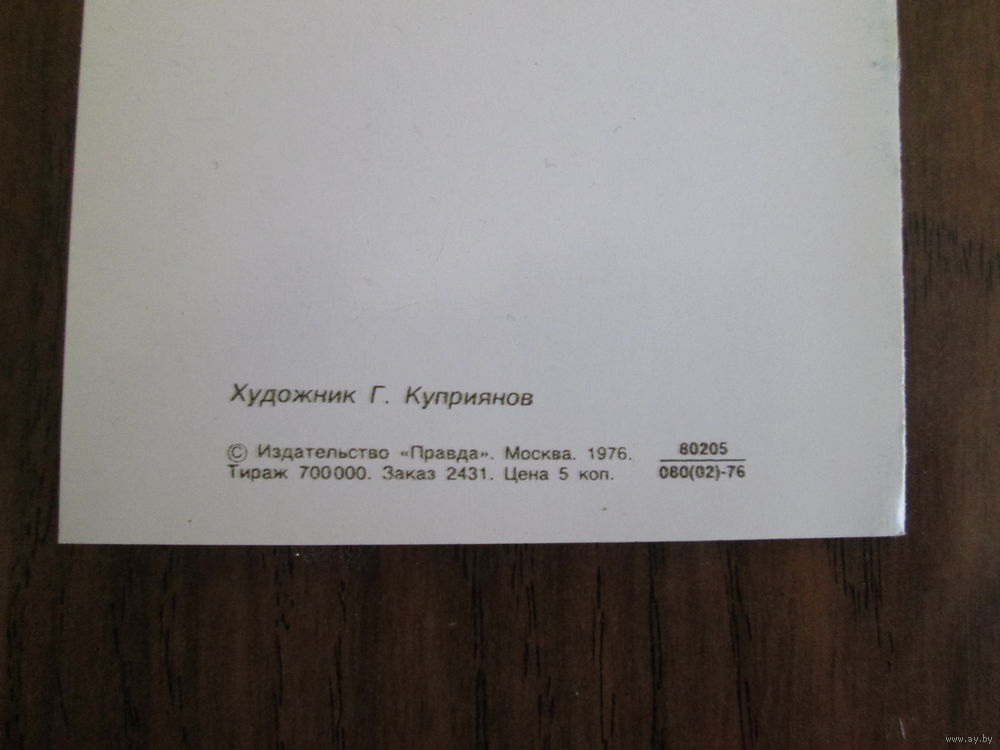 Художник Г. Куприянов
© Издательство «Правда». Москва. 1976.
Тираж 700000. Заказ 2431. Цена 5 коп.
80205
080(02)-76
www.ay.by